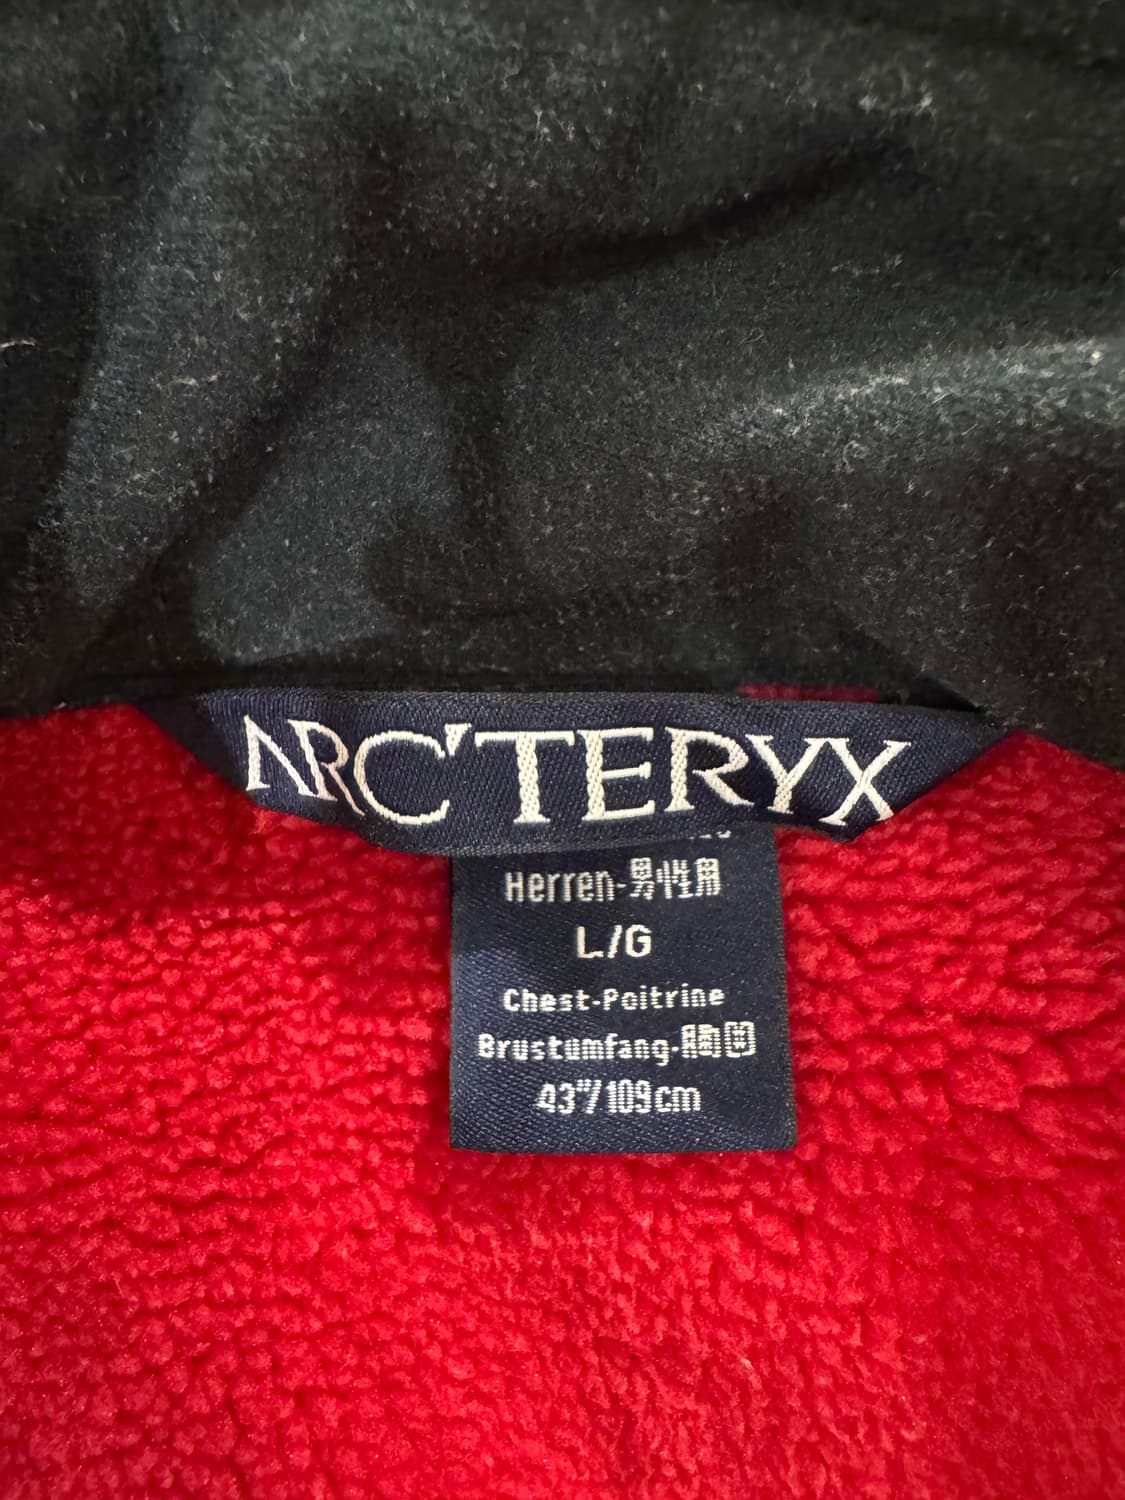 ARC'TERYX
Herren-男性用
L/G
Chest-Poitrine
Brustumfang-胸囲
43"/109cm